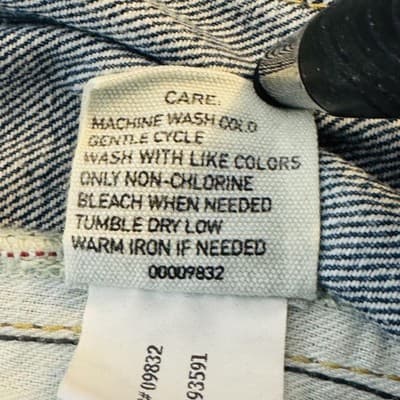 CARE:
MACHINE WASH COLD
GENTLE CYCLE
WASH WITH LIKE COLORS
ONLY NON-CHLORINE
BLEACH WHEN NEEDED
TUMBLE DRY LOW
WARM IRON IF NEEDED
00009832
#09832
93591